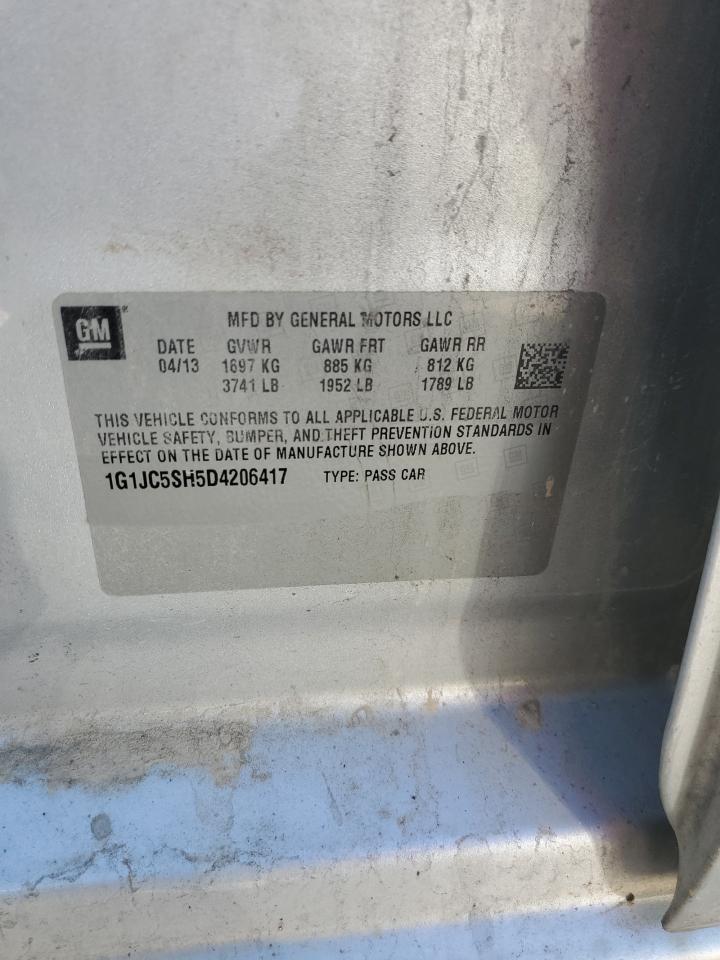 GM
MFD BY GENERAL MOTORS LLC
DATE GVWR GAWR FRT GAWR RR
04/13 1697 KG 885 KG 812 KG
3741 LB 1952 LB 1789 LB
THIS VEHICLE CONFORMS TO ALL APPLICABLE U.S. FEDERAL MOTOR
VEHICLE SAFETY, BUMPER, AND THEFT PREVENTION STANDARDS IN
EFFECT ON THE DATE OF MANUFACTURE SHOWN ABOVE.
1G1JC5SH5D4206417 TYPE: PASS CAR